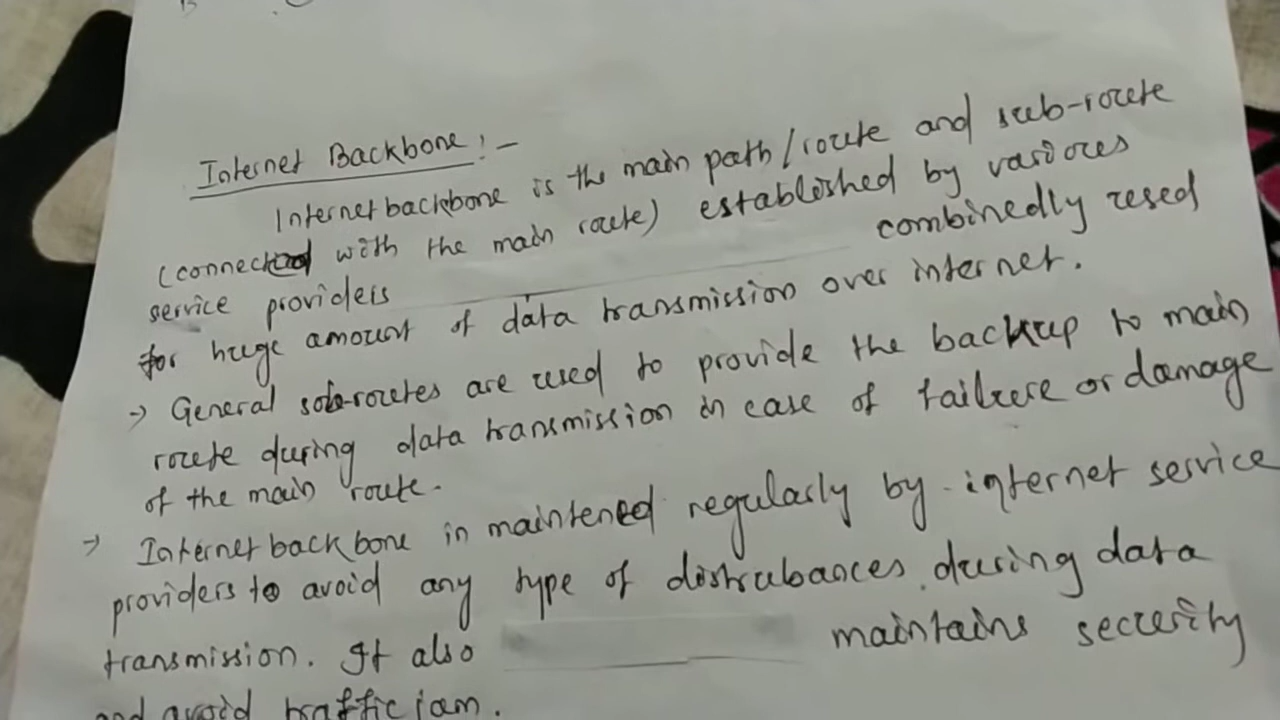 Internet Backbone:-
Internet backbone is the main path/route and sub-route
(connected with the main route) established by various
service providers combinedly used
for huge amount of data transmission over internet.
→ General sub-routes are used to provide the backup to main
route during data transmission in case of failure or damage
of the main route.
→ Internet backbone in maintened regularly by internet service
providers to avoid any type of distrubances during data
transmission. It also maintains security
and avoid traffic jam.